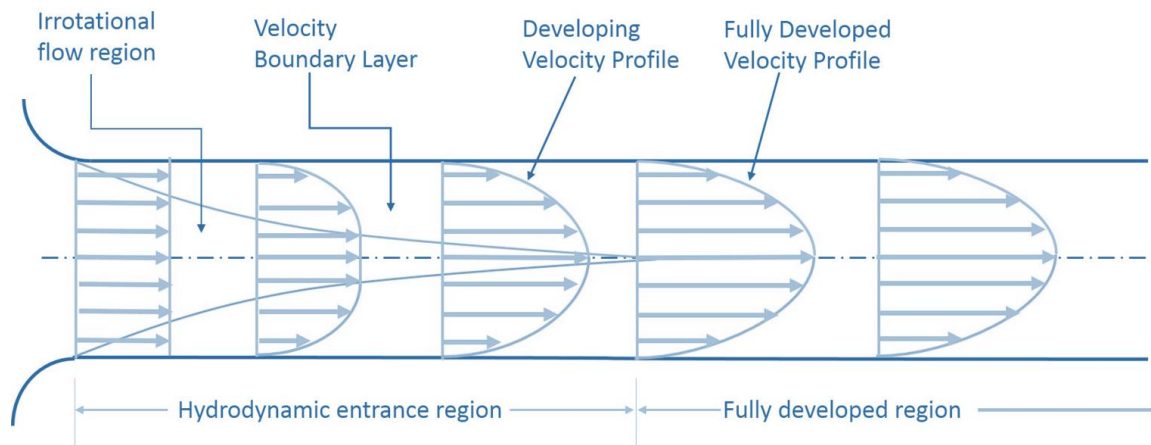 Irrotational
flow region
Velocity
Boundary Layer
Developing
Velocity Profile
Fully Developed
Velocity Profile
Hydrodynamic entrance region
Fully developed region